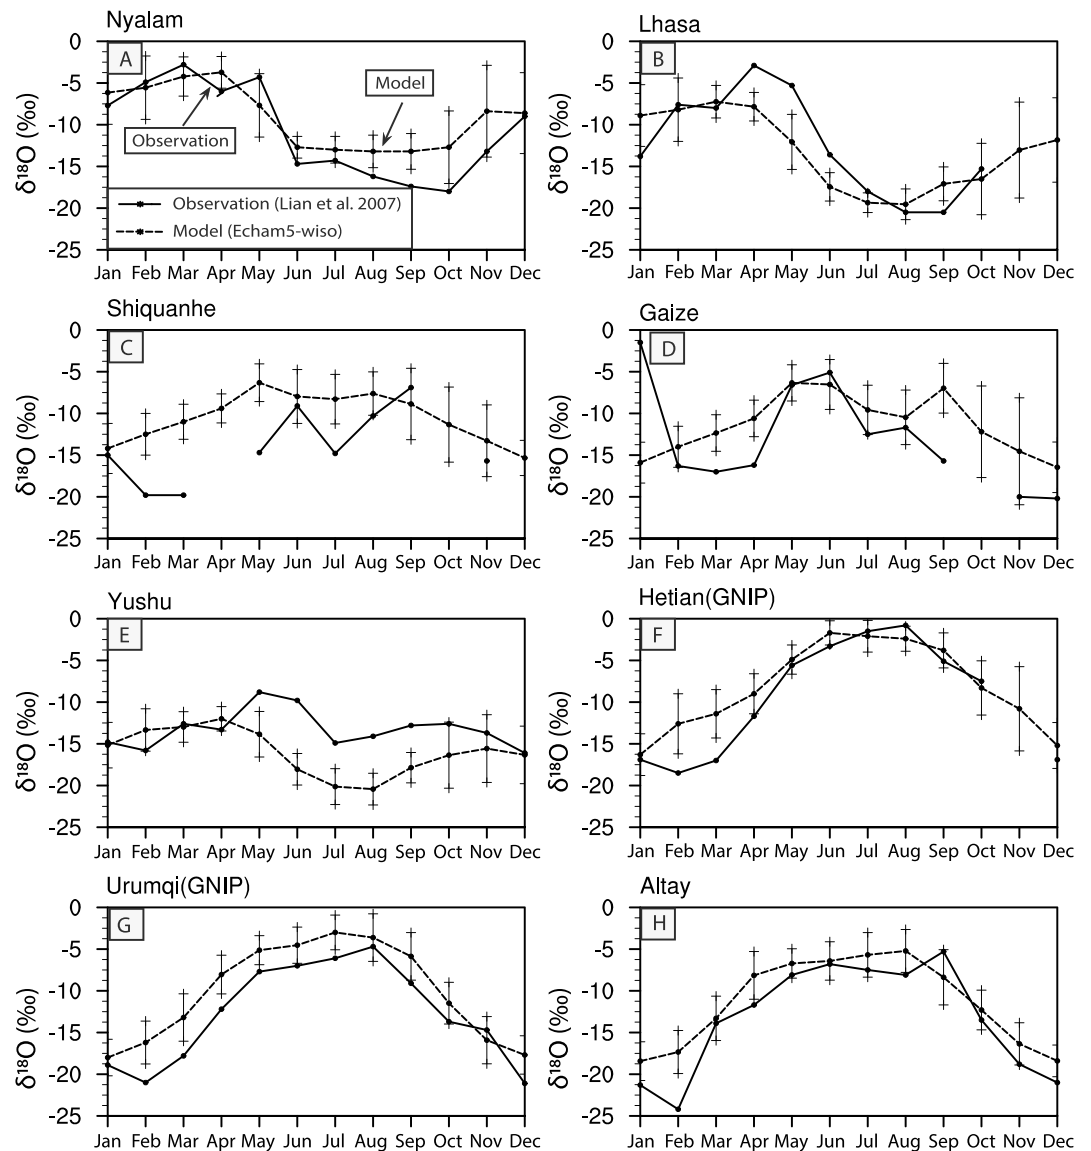 Nyalam
A
0
-5
-10
-15
-20
-25
δ¹⁸O (‰)
Model
Observation
Observation (Lian et al. 2007)
Model (Echam5-wiso)
Jan Feb Mar Apr May Jun Jul Aug Sep Oct Nov Dec
Lhasa
B
0
-5
-10
-15
-20
-25
δ¹⁸O (‰)
Jan Feb Mar Apr May Jun Jul Aug Sep Oct Nov Dec
Shiquanhe
C
0
-5
-10
-15
-20
-25
δ¹⁸O (‰)
Jan Feb Mar Apr May Jun Jul Aug Sep Oct Nov Dec
Gaize
D
0
-5
-10
-15
-20
-25
δ¹⁸O (‰)
Jan Feb Mar Apr May Jun Jul Aug Sep Oct Nov Dec
Yushu
E
0
-5
-10
-15
-20
-25
δ¹⁸O (‰)
Jan Feb Mar Apr May Jun Jul Aug Sep Oct Nov Dec
Hetian(GNIP)
F
0
-5
-10
-15
-20
-25
δ¹⁸O (‰)
Jan Feb Mar Apr May Jun Jul Aug Sep Oct Nov Dec
Urumqi(GNIP)
G
0
-5
-10
-15
-20
-25
δ¹⁸O (‰)
Jan Feb Mar Apr May Jun Jul Aug Sep Oct Nov Dec
Altay
H
0
-5
-10
-15
-20
-25
δ¹⁸O (‰)
Jan Feb Mar Apr May Jun Jul Aug Sep Oct Nov Dec